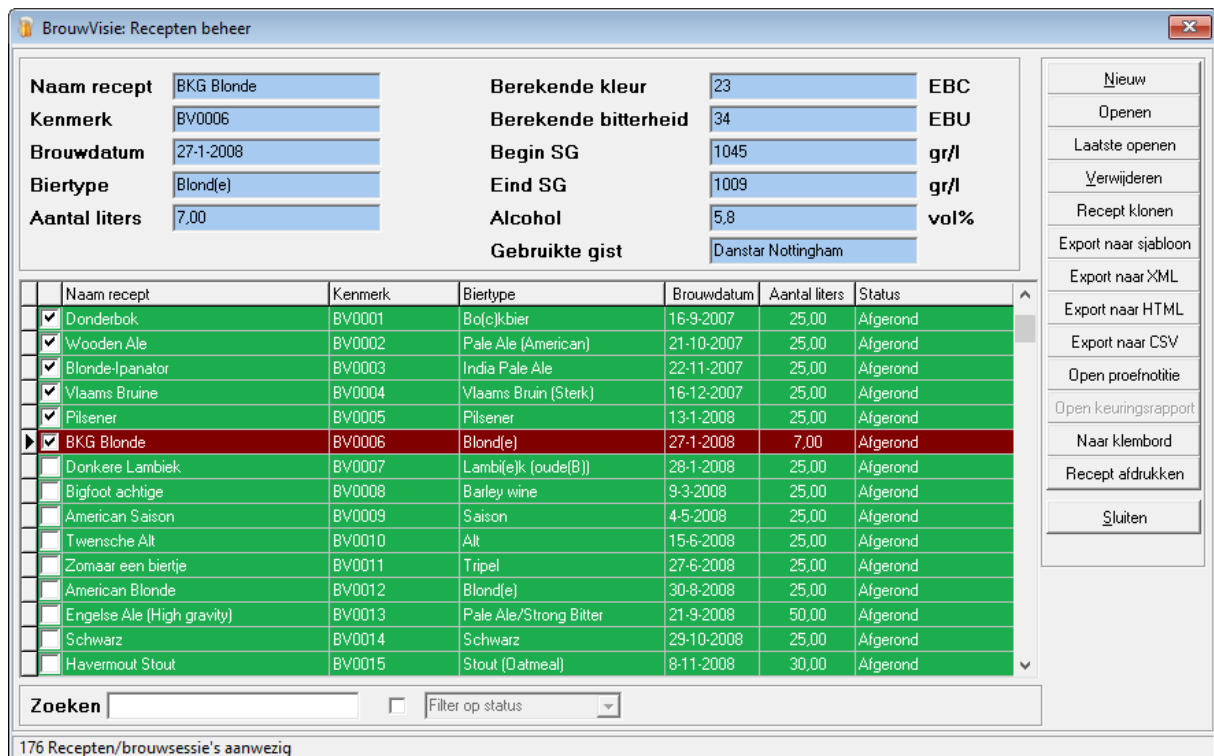 BrouwVisie: Recepten beheer
Naam recept BKG Blonde Berekende kleur 23 EBC
Kenmerk BV0006 Berekende bitterheid 34 EBU
Brouwdatum 27-1-2008 Begin SG 1045 gr/l
Biertype Blond(e) Eind SG 1009 gr/l
Aantal liters 7,00 Alcohol 5,8 vol%
Gebruikte gist Danstar Nottingham
Naam recept Kenmerk Biertype Brouwdatum Aantal liters Status
Donderbok BV0001 Bo(c)kbier 16-9-2007 25,00 Afgerond
Wooden Ale BV0002 Pale Ale (American) 21-10-2007 25,00 Afgerond
Blonde-Ipanator BV0003 India Pale Ale 22-11-2007 25,00 Afgerond
Vlaams Bruine BV0004 Vlaams Bruin (Sterk) 16-12-2007 25,00 Afgerond
Pilsener BV0005 Pilsener 13-1-2008 25,00 Afgerond
BKG Blonde BV0006 Blond(e) 27-1-2008 7,00 Afgerond
Donkere Lambiek BV0007 Lambi(e)k (oude(B)) 28-1-2008 25,00 Afgerond
Bigfoot achtige BV0008 Barley wine 9-3-2008 25,00 Afgerond
American Saison BV0009 Saison 4-5-2008 25,00 Afgerond
Twensche Alt BV0010 Alt 15-6-2008 25,00 Afgerond
Zomaar een biertje BV0011 Tripel 27-6-2008 25,00 Afgerond
American Blonde BV0012 Blond(e) 30-8-2008 25,00 Afgerond
Engelse Ale (High gravity) BV0013 Pale Ale/Strong Bitter 21-9-2008 50,00 Afgerond
Schwarz BV0014 Schwarz 29-10-2008 25,00 Afgerond
Havermout Stout BV0015 Stout (Oatmeal) 8-11-2008 30,00 Afgerond
Zoeken Filter op status
176 Recepten/brouwsessie's aanwezig
Nieuw
Openen
Laatste openen
Verwijderen
Recept klonen
Export naar sjabloon
Export naar XML
Export naar HTML
Export naar CSV
Open proefnotitie
Open keuringsrapport
Naar klembord
Recept afdrukken
Sluiten